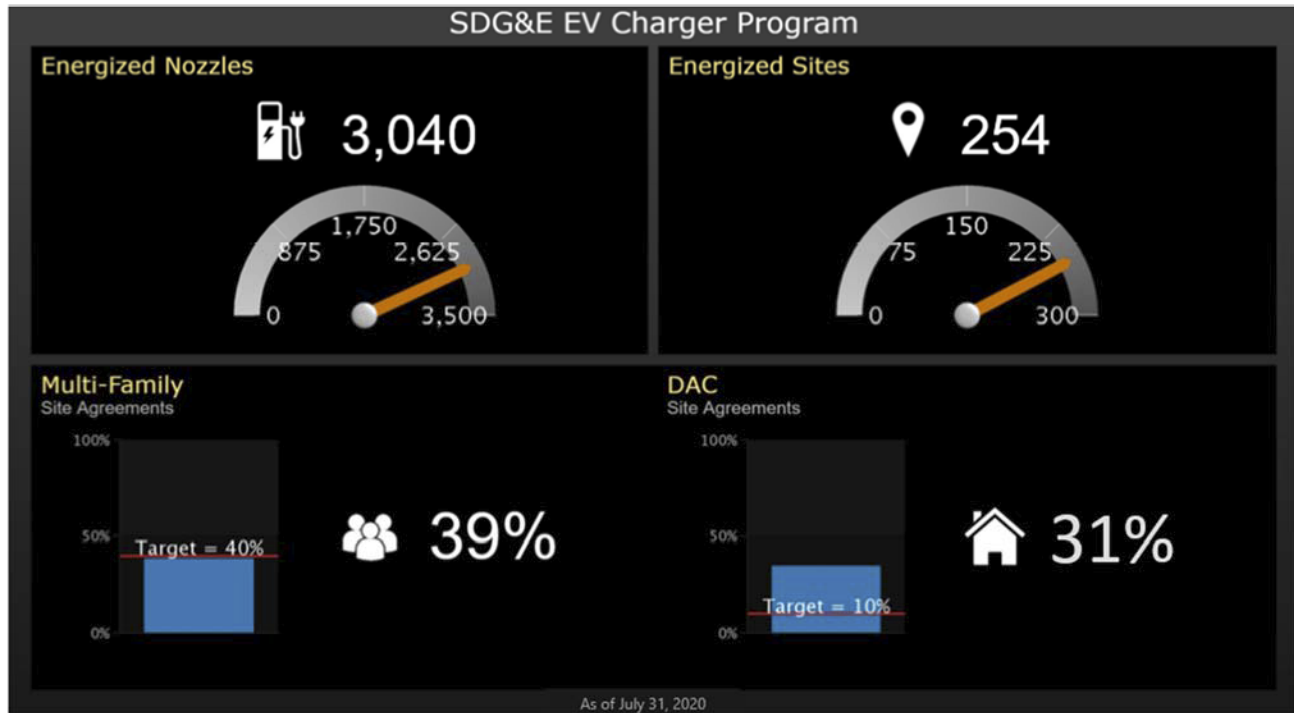 SDG&E EV Charger Program
Energized Nozzles
3,040
1,750
875
2,625
0
3,500
Energized Sites
254
150
75
225
0
300
Multi-Family
Site Agreements
100%
50%
Target = 40%
0%
39%
DAC
Site Agreements
100%
50%
Target = 10%
0%
31%
As of July 31, 2020